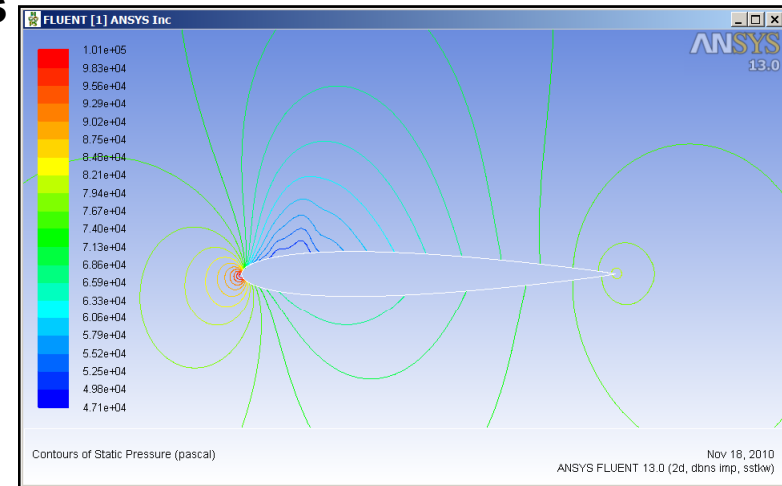 FLUENT [1] ANSYS Inc
ANSYS
13.0
1.01e+05
9.83e+04
9.56e+04
9.29e+04
9.02e+04
8.75e+04
8.48e+04
8.21e+04
7.94e+04
7.67e+04
7.40e+04
7.13e+04
6.86e+04
6.59e+04
6.33e+04
6.06e+04
5.79e+04
5.52e+04
5.25e+04
4.98e+04
4.71e+04
Contours of Static Pressure (pascal)
Nov 18, 2010
ANSYS FLUENT 13.0 (2d, dbns imp, sstkw)